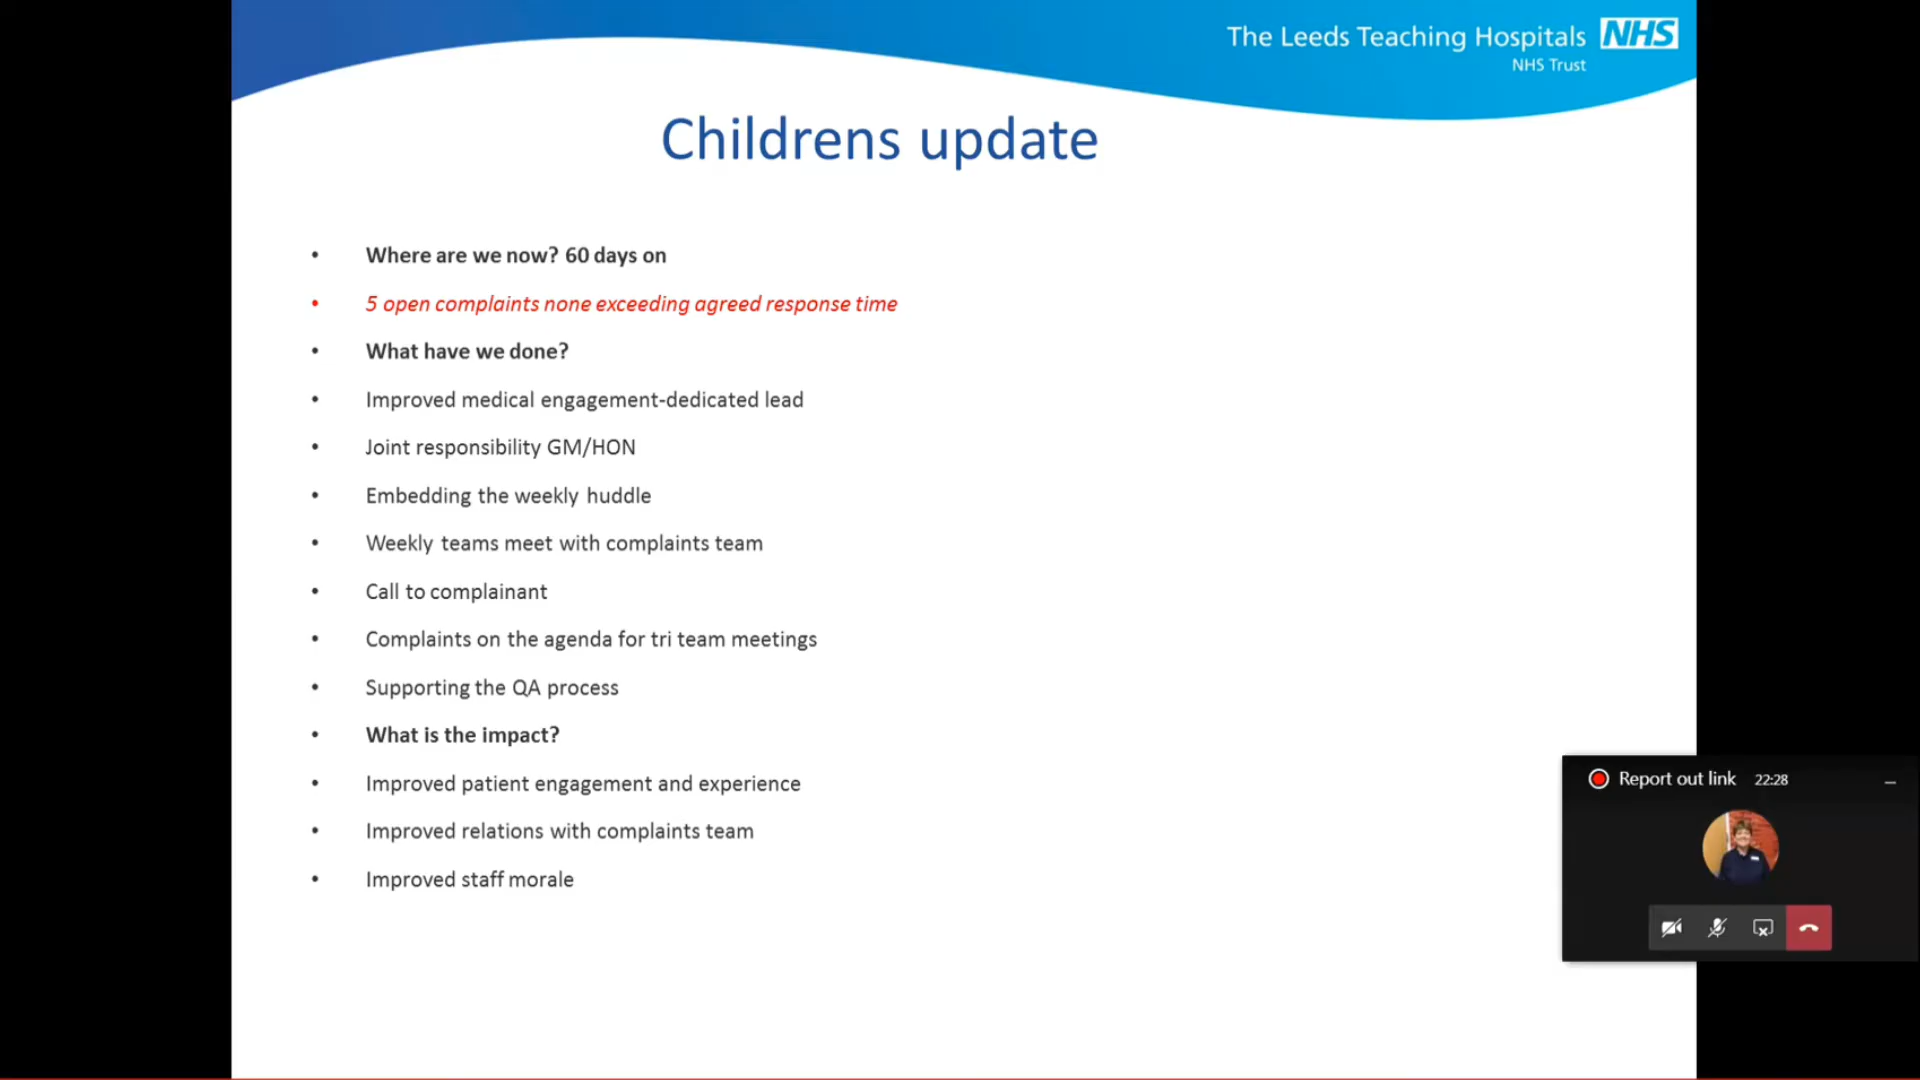 The Leeds Teaching Hospitals NHS
NHS Trust
Childrens update
• Where are we now? 60 days on
• 5 open complaints none exceeding agreed response time
• What have we done?
• Improved medical engagement-dedicated lead
• Joint responsibility GM/HON
• Embedding the weekly huddle
• Weekly teams meet with complaints team
• Call to complainant
• Complaints on the agenda for tri team meetings
• Supporting the QA process
• What is the impact?
• Improved patient engagement and experience
• Improved relations with complaints team
• Improved staff morale
Report out link 22:28